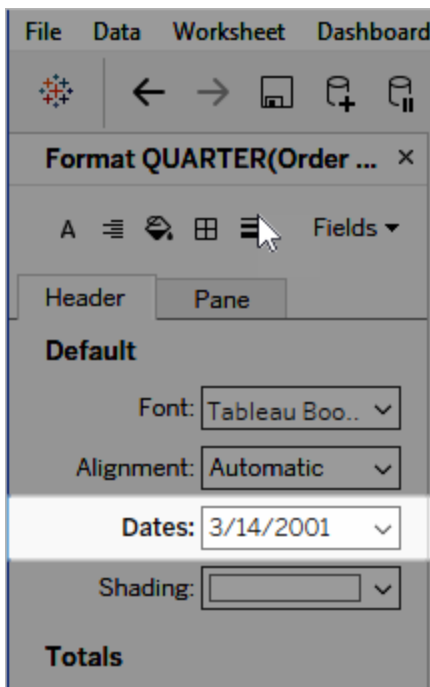 File Data Worksheet Dashboard
Format QUARTER(Order ... ×
A Fields
Header Pane
Default
Font: Tableau Boo..
Alignment: Automatic
Dates: 3/14/2001
Shading:
Totals